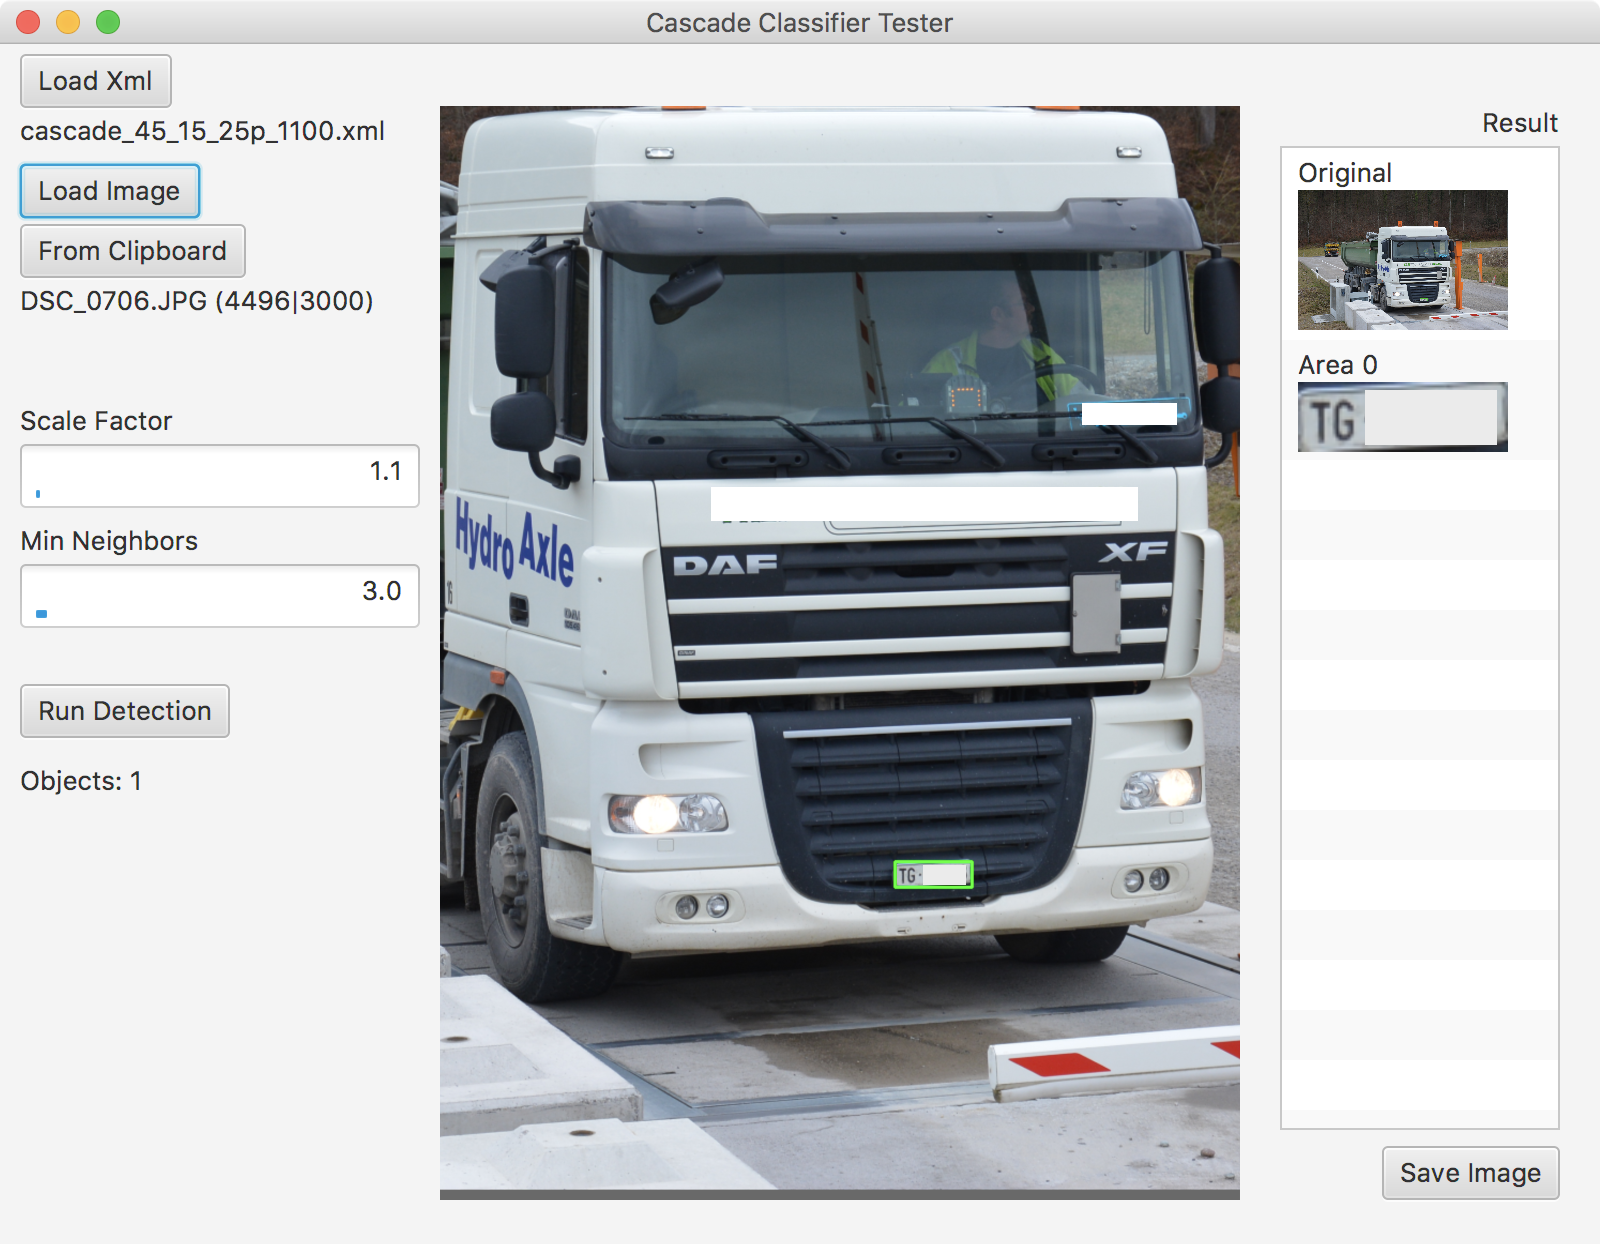 Cascade Classifier Tester
Load Xml
cascade_45_15_25p_1100.xml
Load Image
From Clipboard
DSC_0706.JPG (4496|3000)
Scale Factor
1.1
Min Neighbors
3.0
Run Detection
Objects: 1
Hydro Axle
DAF
XF
16
DAF
TG·
Result
Original
Area 0
TG
Save Image